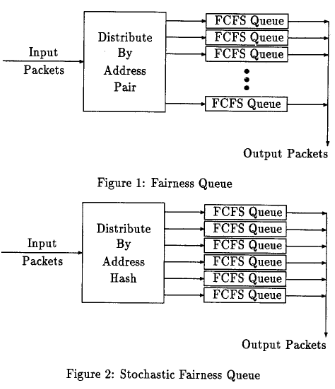 FCFS Queue
FCFS Queue
FCFS Queue
FCFS Queue
Input
Packets
Distribute
By
Address
Pair
Output Packets
Figure 1: Fairness Queue
FCFS Queue
FCFS Queue
FCFS Queue
FCFS Queue
FCFS Queue
FCFS Queue
Input
Packets
Distribute
By
Address
Hash
Output Packets
Figure 2: Stochastic Fairness Queue